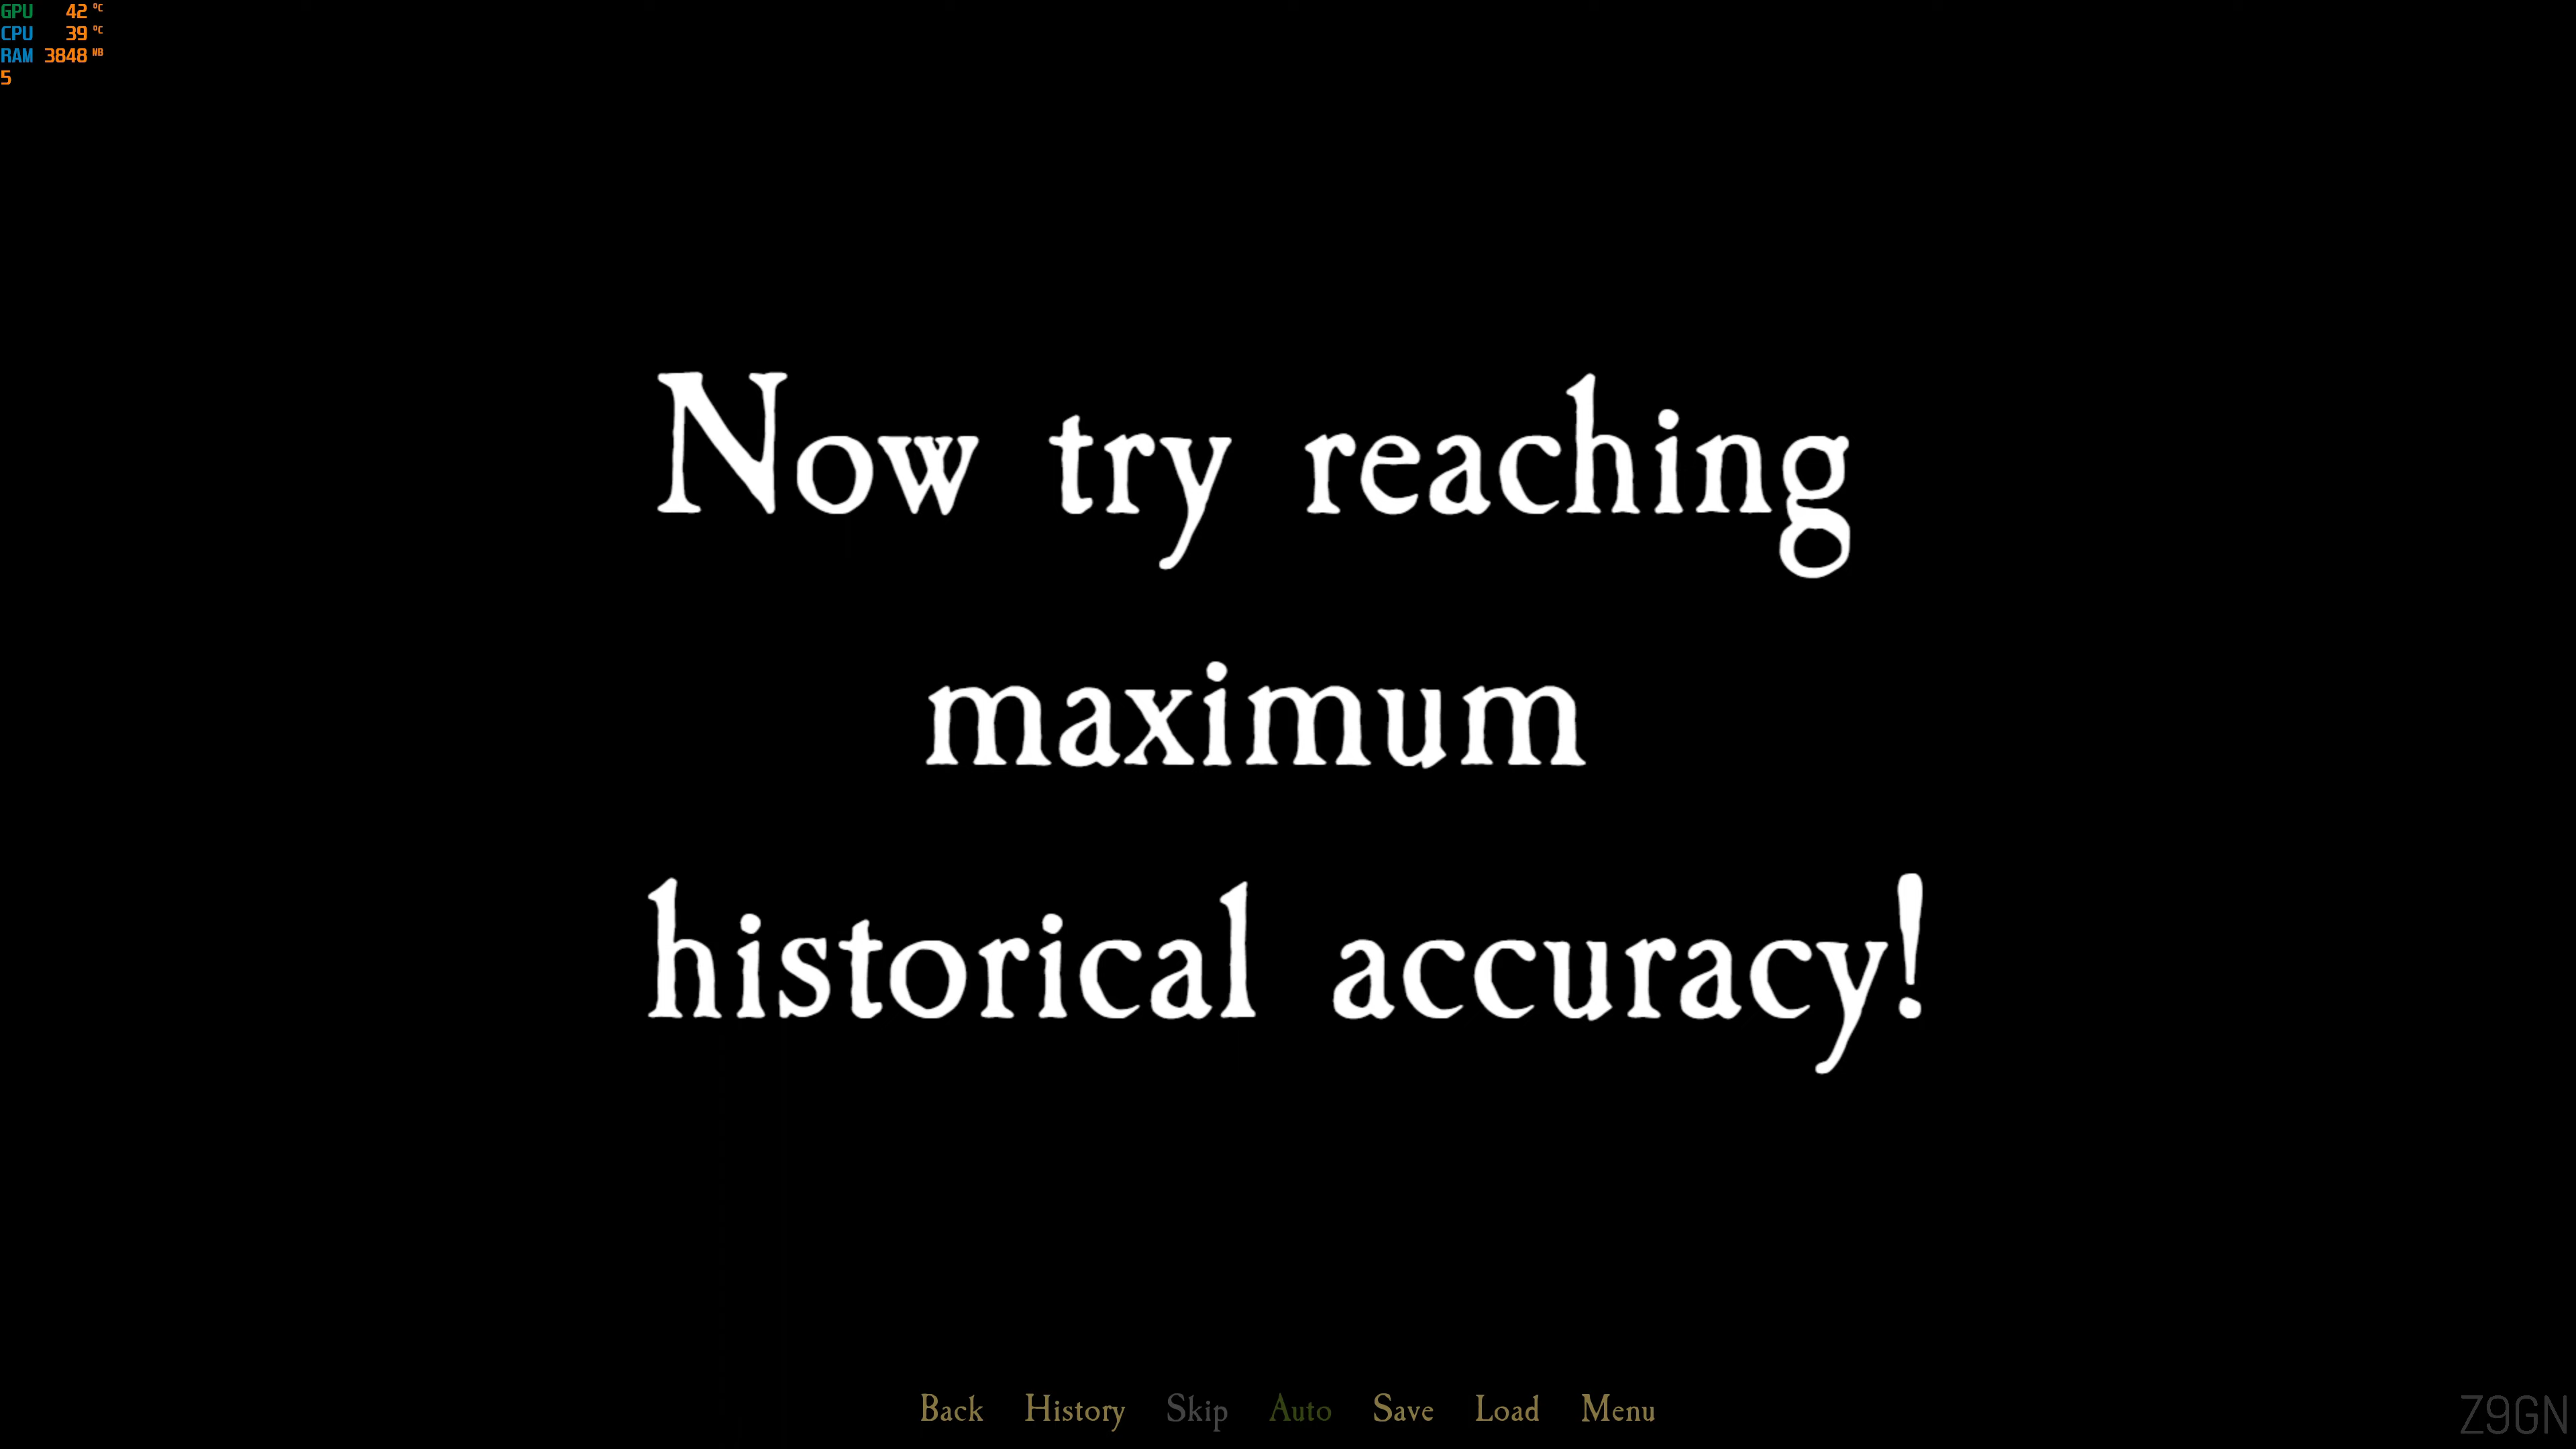 GPU 42 °C
CPU 39 °C
RAM 3848 MB
5
Now try reaching
maximum
historical accuracy!
Back History Skip Auto Save Load Menu
Z9GN